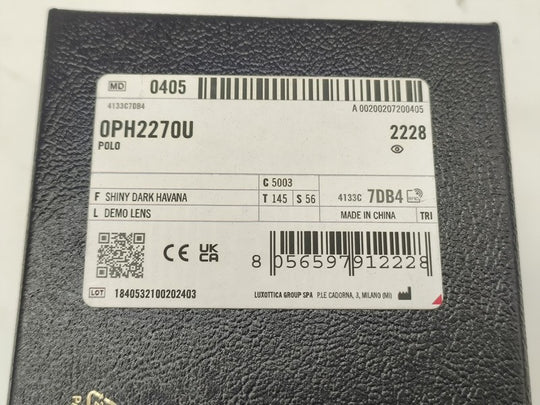 MD 0405
4133C7DB4
A 00200207200405
0PH2270U 2228
POLO
C 5003
F SHINY DARK HAVANA T 145 S 56 4133C 7DB4
L DEMO LENS MADE IN CHINA TRI
CE UK CA
8 056597 912228
LOT 1840532100202403 LUXOTTICA GROUP SPA P.LE CADORNA, 3, MILANO (MI)